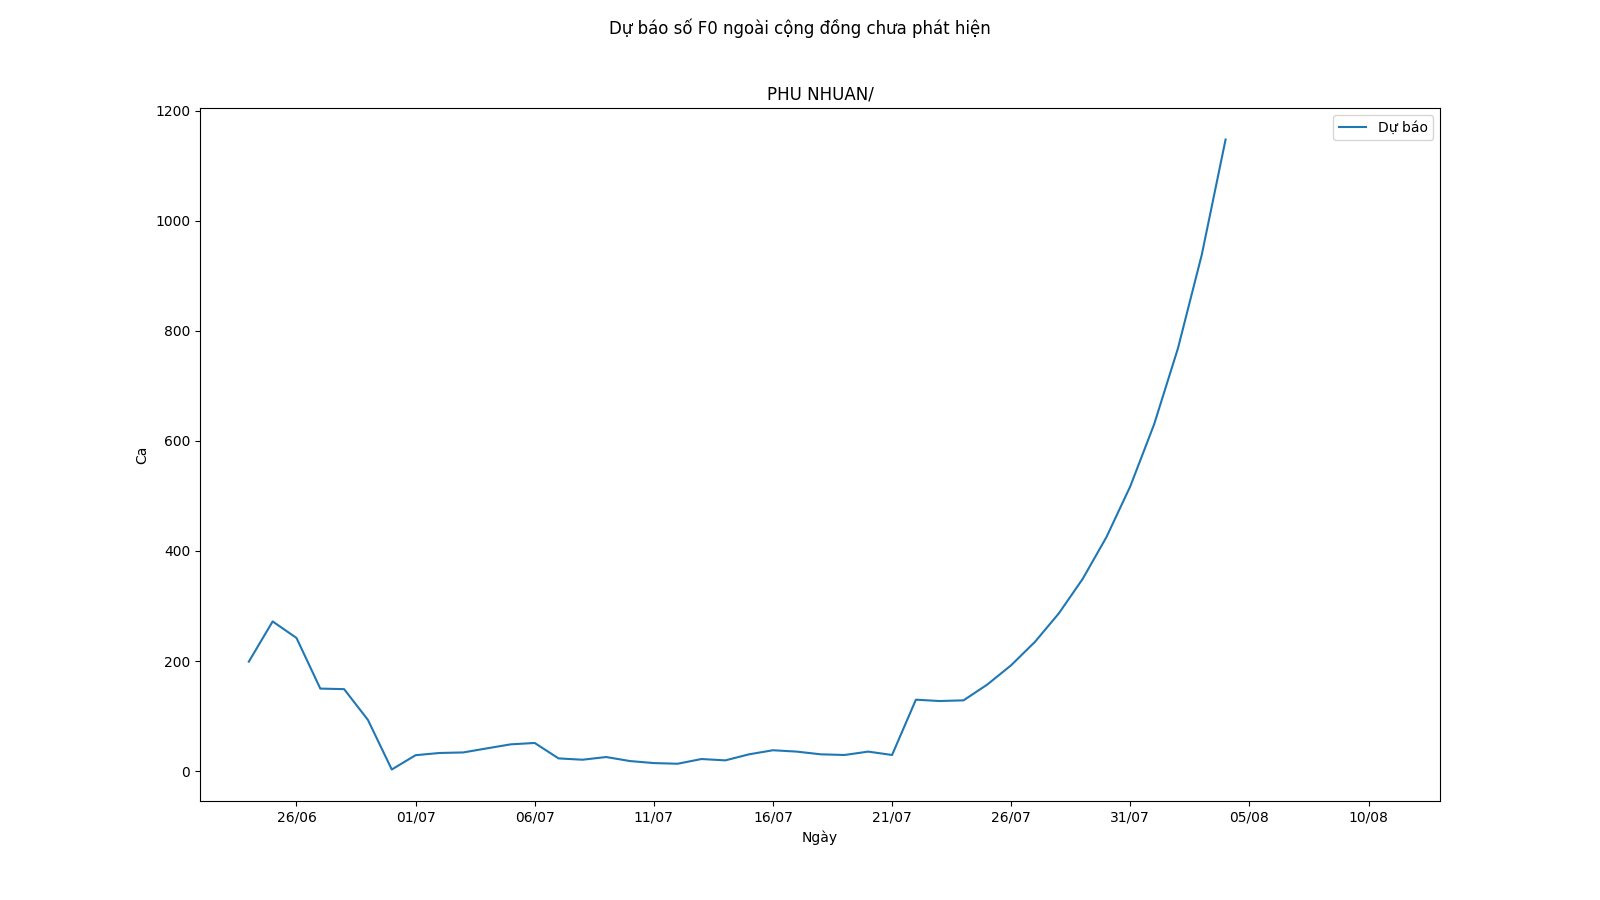 Dự báo số F0 ngoài cộng đồng chưa phát hiện
PHU NHUAN/
Dự báo
1200
1000
800
600
400
200
0
Ca
26/06 01/07 06/07 11/07 16/07 21/07 26/07 31/07 05/08 10/08
Ngày